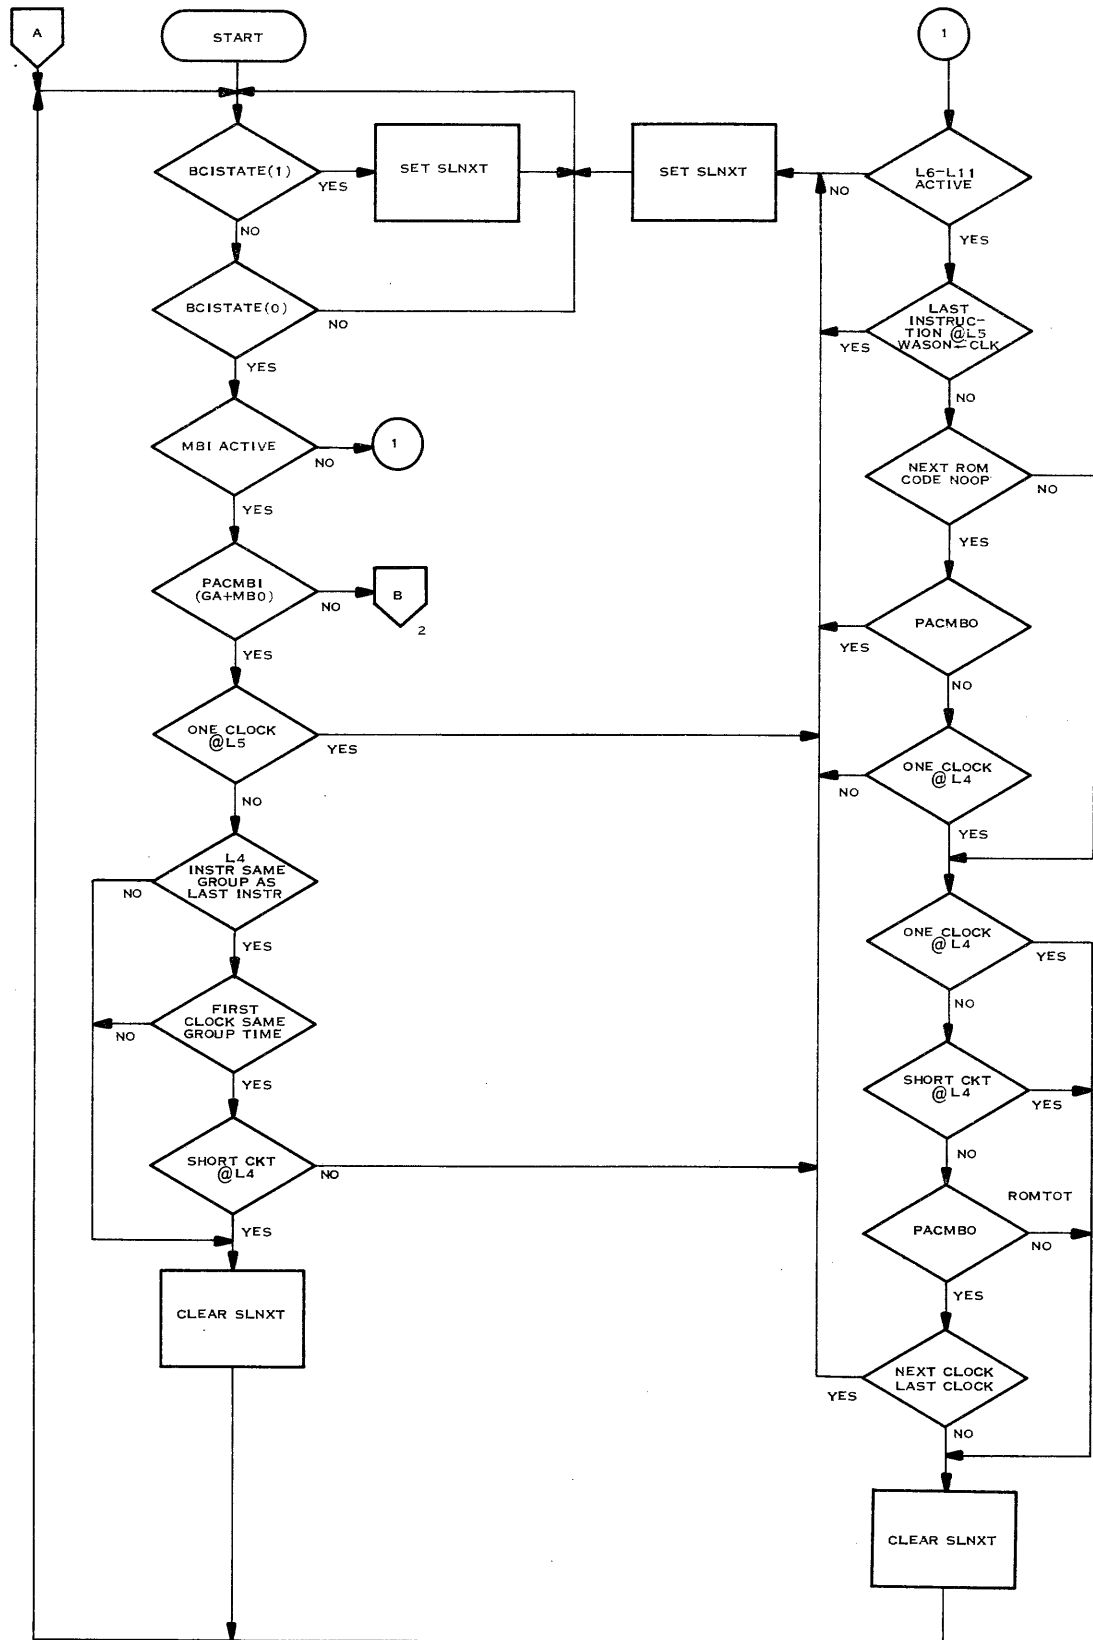 A
START
1
BCISTATE(1)
YES
SET SLNXT
SET SLNXT
NO
L6-L11
ACTIVE
NO
YES
BCISTATE(0)
NO
YES
LAST
INSTRUC-
TION @L5
WASON-CLK
YES
NO
MBI ACTIVE
NO
1
YES
NEXT ROM
CODE NOOP
NO
YES
PACMBI
(GA+MBO)
NO
B
2
YES
PACMBO
YES
NO
ONE CLOCK
@L5
YES
NO
ONE CLOCK
@L4
NO
YES
L4
INSTR SAME
GROUP AS
LAST INSTR
NO
YES
ONE CLOCK
@L4
YES
NO
FIRST
CLOCK SAME
GROUP TIME
NO
YES
SHORT CKT
@L4
YES
NO
SHORT CKT
@L4
NO
YES
ROMTOT
PACMBO
NO
YES
CLEAR SLNXT
NEXT CLOCK
LAST CLOCK
YES
NO
CLEAR SLNXT